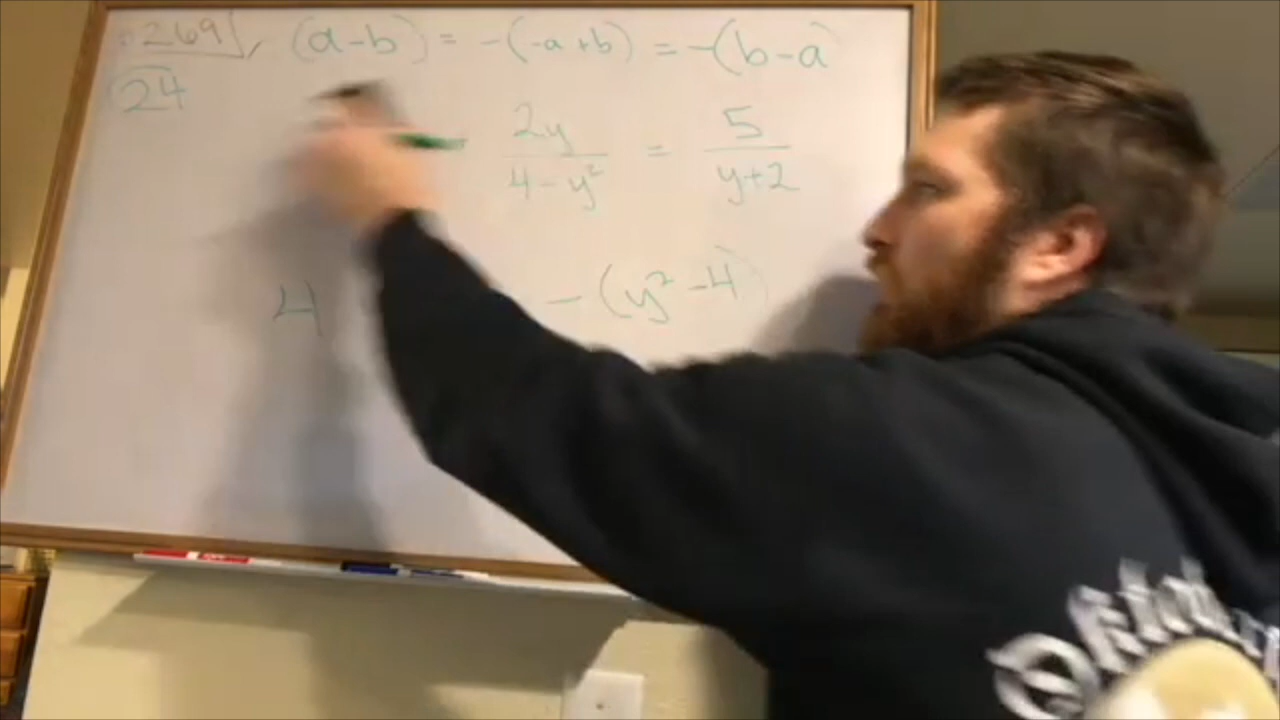 269 (a-b) = -(-a+b) = -(b-a)
24
2y/(4-y²) = 5/(y+2)
4 -(y²-4)